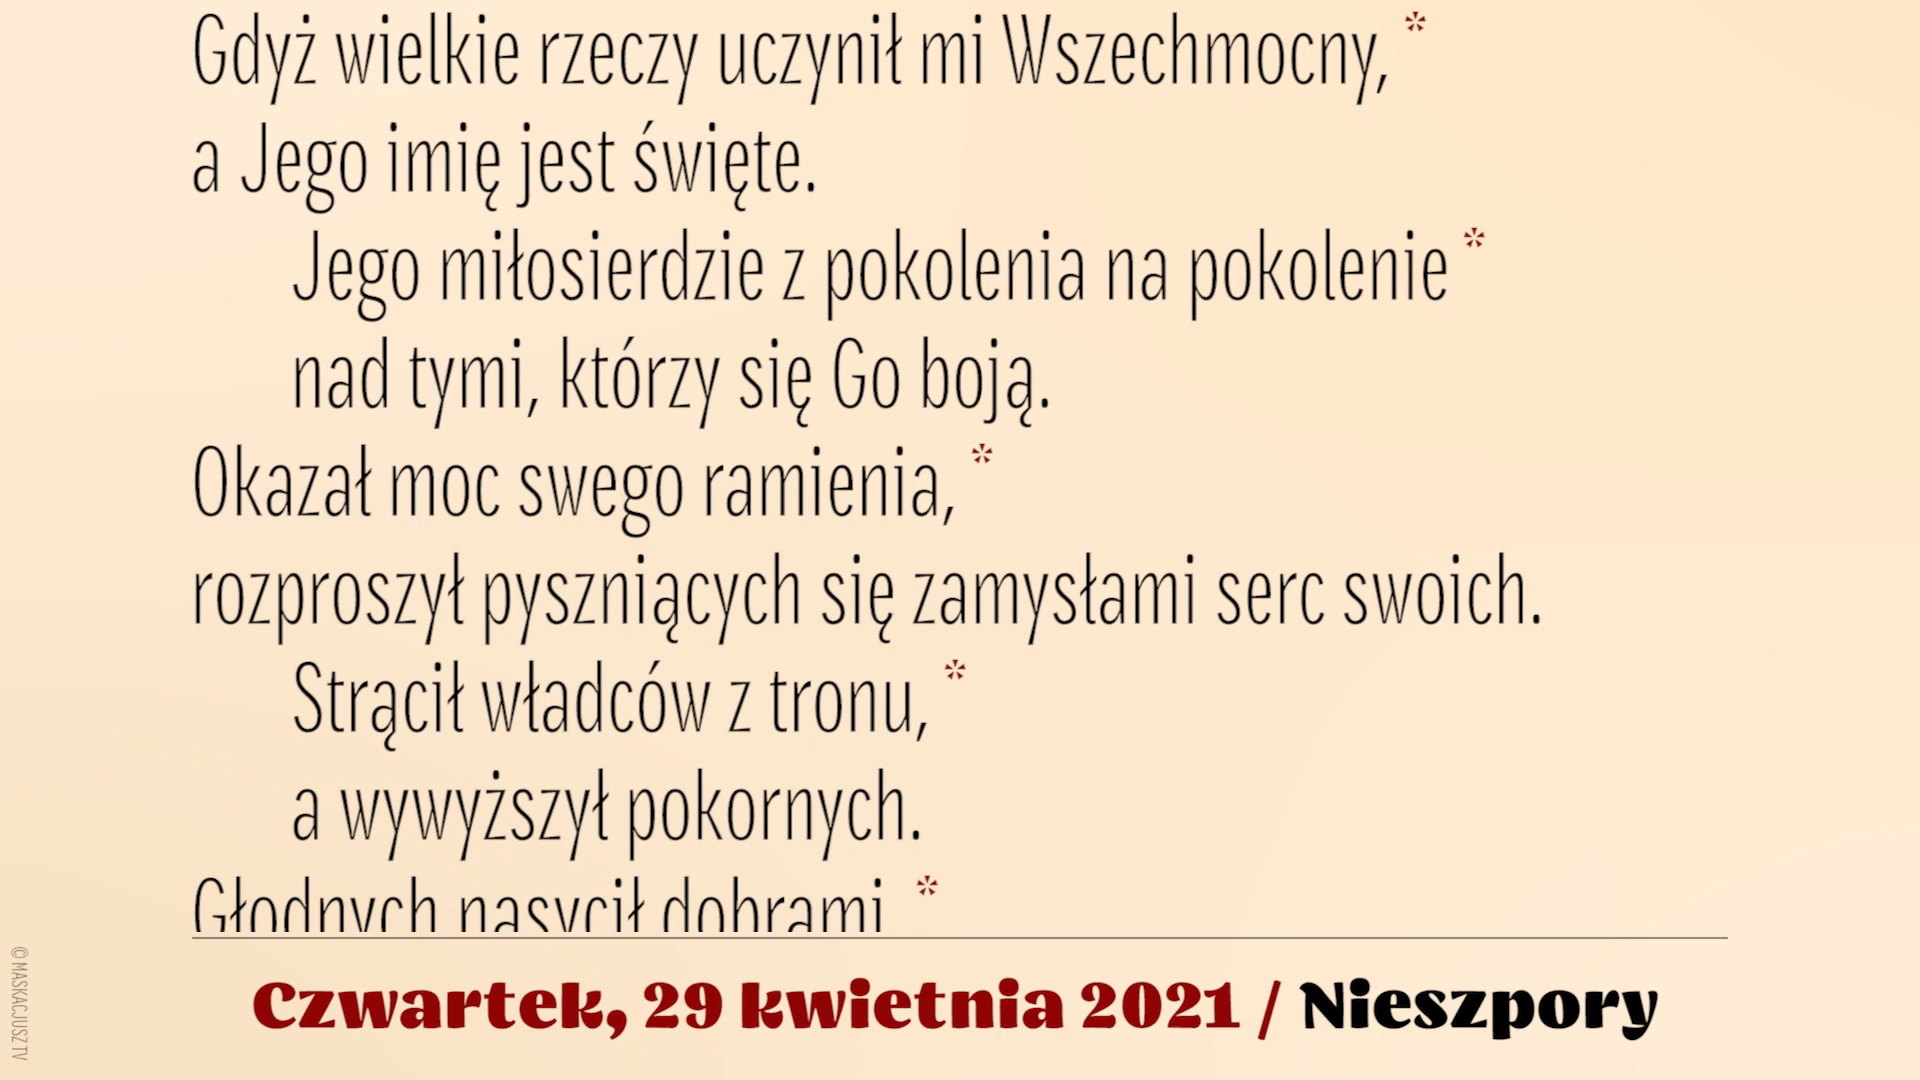 Gdyż wielkie rzeczy uczynił mi Wszechmocny, *
a Jego imię jest święte.
Jego miłosierdzie z pokolenia na pokolenie *
nad tymi, którzy się Go boją.
Okazał moc swego ramienia, *
rozproszył pyszniących się zamysłami serc swoich.
Strącił władców z tronu, *
a wywyższył pokornych.
Głodnych nasycił dobrami *
Czwartek, 29 kwietnia 2021 / Nieszpory
© MASKACJUSZ TV